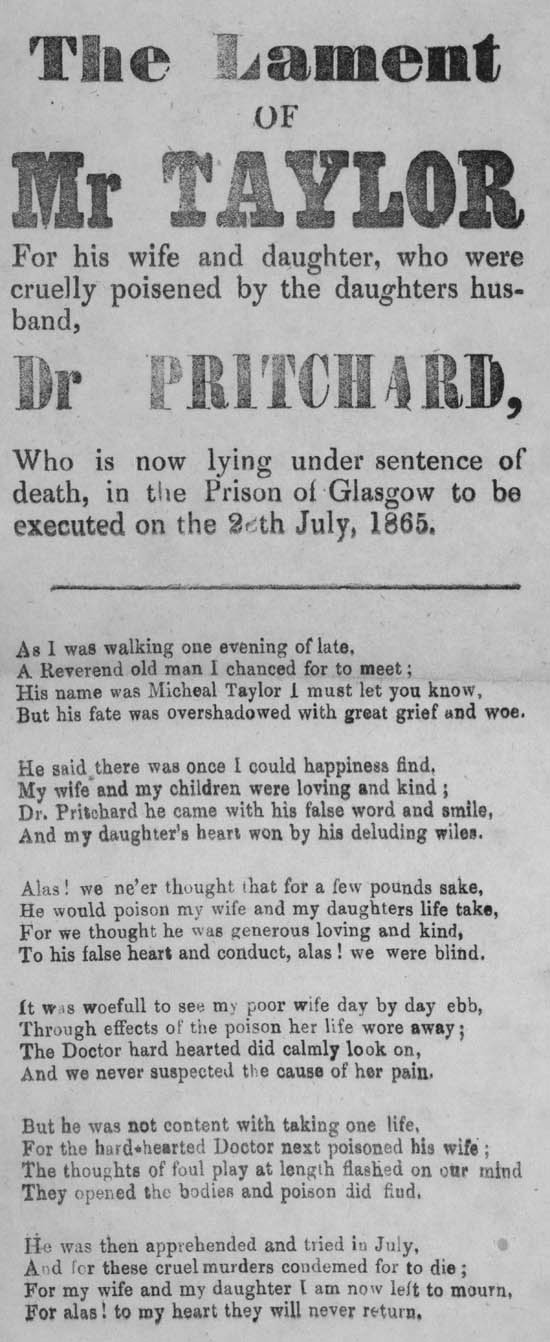 The Lament
OF
Mr TAYLOR
For his wife and daughter, who were
cruelly poisened by the daughters hus-
band,
Dr PRITCHARD,
Who is now lying under sentence of
death, in the Prison of Glasgow to be
executed on the th July, 1865.
As I was walking one evening of late,
A Reverend old man I chanced for to meet;
His name was Micheal Taylor I must let you know,
But his fate was overshadowed with great grief and woe.
He said there was once I could happiness find,
My wife and my children were loving and kind;
Dr. Pritchard he came with his false word and smile,
And my daughter's heart won by his deluding wiles.
Alas! we ne'er thought that for a few pounds sake,
He would poison my wife and my daughters life take,
For we thought he was generous loving and kind,
To his false heart and conduct, alas! we were blind.
It was woefull to see my poor wife day by day ebb,
Through effects of the poison her life wore away;
The Doctor hard hearted did calmly look on,
And we never suspected the cause of her pain.
But he was not content with taking one life,
For the hard-hearted Doctor next poisoned his wife;
The thoughts of foul play at length flashed on our mind
They opened the bodies and poison did find.
He was then apprehended and tried in July,
And for these cruel murders condemed for to die;
For my wife and my daughter I am now left to mourn,
For alas! to my heart they will never return.